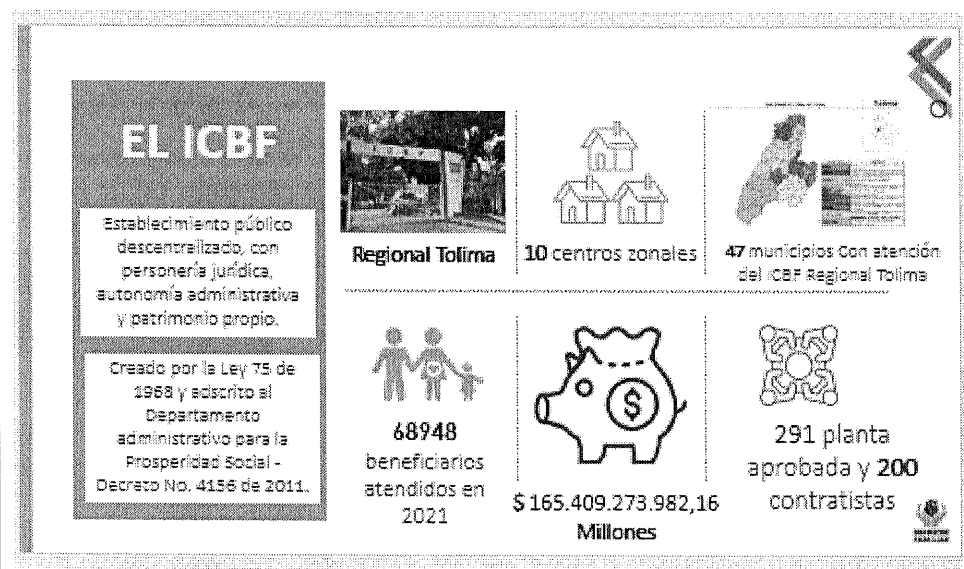 EL ICBF
Establecimiento público
descentralizado, con
personería jurídica,
autonomía administrativa
y patrimonio propio.
Creado por la Ley 75 de
1968 y adscrito al
Departamento
administrativo para la
Prosperidad Social -
Decreto No. 4156 de 2011.
Regional Tolima
10 centros zonales
47 municipios Con atención
del ICBF Regional Tolima
68948
beneficiarios
atendidos en
2021
$
$ 165.409.273.982,16
Millones
291 planta
aprobada y 200
contratistas